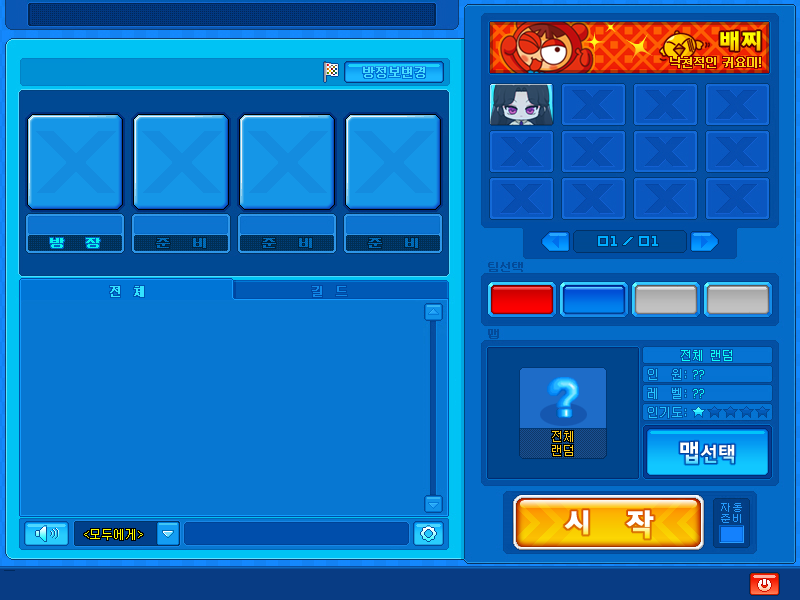 방정보변경
배찌
낙천적인 귀요미!
방 장
준 비
준 비
준 비
01 / 01
팀선택
전 체
길 드
맵
전체 랜덤
인 원: ??
레 벨: ??
인기도:
전체
랜덤
맵선택
시 작
자동
준비
<모두에게>